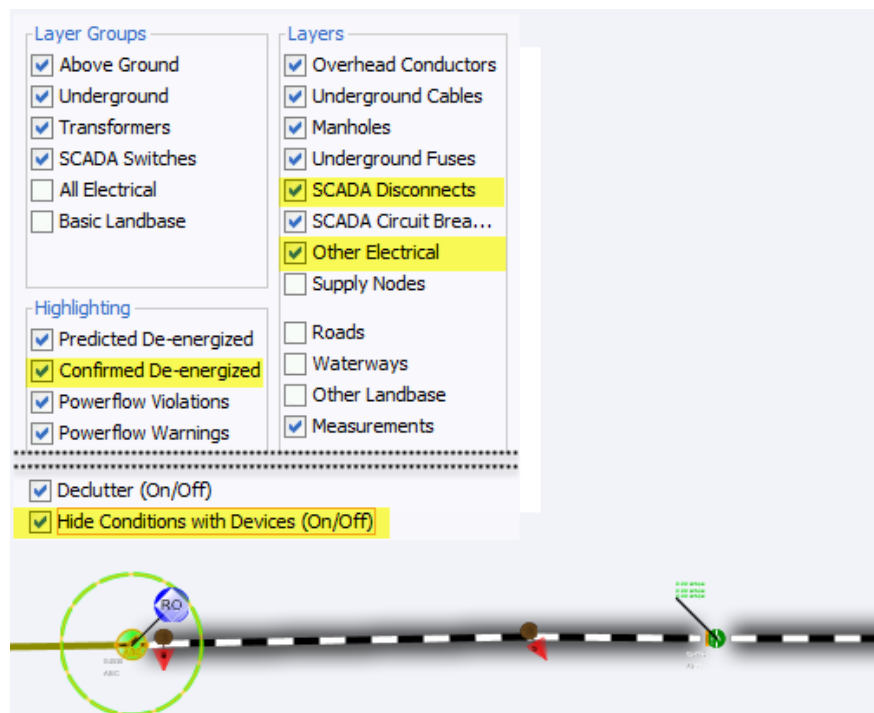 Layer Groups
Above Ground
Underground
Transformers
SCADA Switches
All Electrical
Basic Landbase
Highlighting
Predicted De-energized
Confirmed De-energized
Powerflow Violations
Powerflow Warnings
Layers
Overhead Conductors
Underground Cables
Manholes
Underground Fuses
SCADA Disconnects
SCADA Circuit Brea...
Other Electrical
Supply Nodes
Roads
Waterways
Other Landbase
Measurements
Declutter (On/Off)
Hide Conditions with Devices (On/Off)
RO
ABC